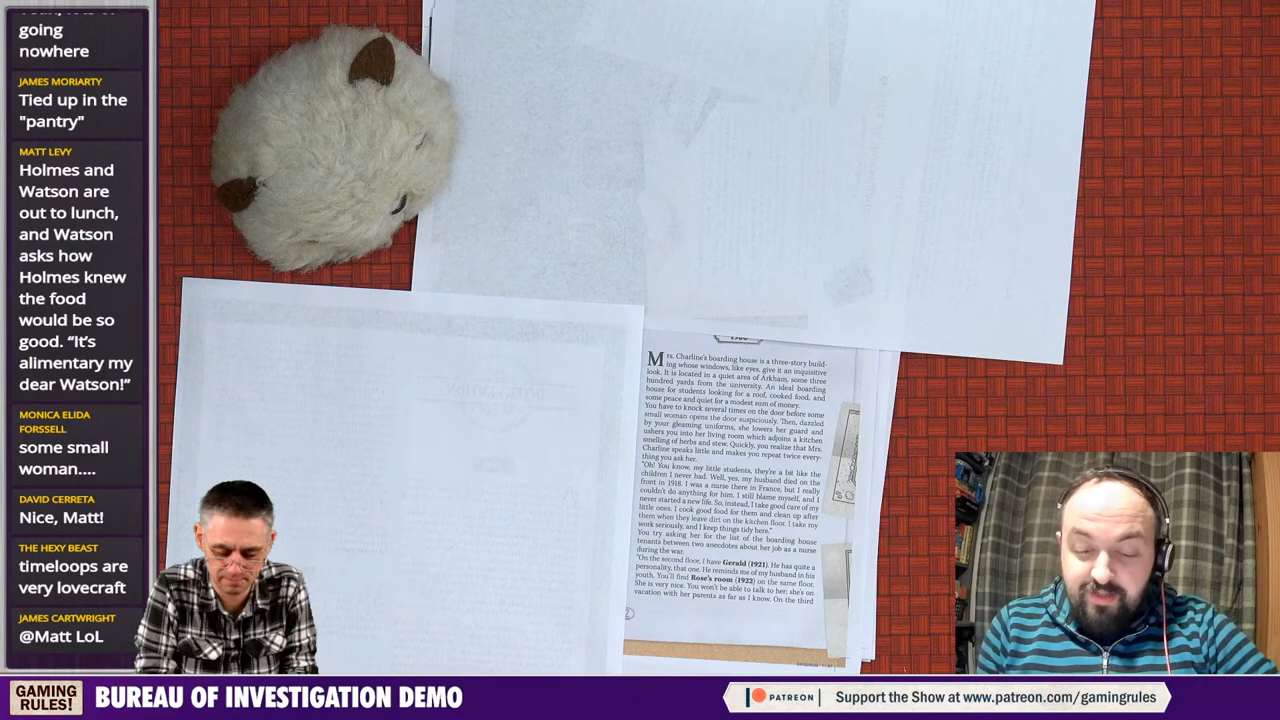 going
nowhere
JAMES MORIARTY
Tied up in the
"pantry"
MATT LEVY
Holmes and
Watson are
out to lunch,
and Watson
asks how
Holmes knew
the food
would be so
good. “It’s
alimentary my
dear Watson!”
MONICA ELIDA
FORSSELL
some small
woman....
DAVID CERRETA
Nice, Matt!
THE HEXY BEAST
timeloops are
very lovecraft
JAMES CARTWRIGHT
@Matt LoL
Mrs. Charline's boarding house is a three-story build-
ing whose windows, like eyes, give it an inquisitive
look. It is located in a quiet area of Arkham, some three
hundred yards from the university. An ideal boarding
house for students looking for a roof, cooked food, and
some peace and quiet for a modest sum of money.
You have to knock several times on the door before some
small woman opens the door suspiciously. Then, dazzled
by your gleaming uniforms, she lowers her guard and
ushers you into her living room which adjoins a kitchen
smelling of herbs and stew. Quickly, you realize that Mrs.
Charline speaks little and makes you repeat twice every-
thing you ask her.
"Oh! You know, my little students, they're a bit like the
children I never had. Well, yes, my husband died on the
front in 1918. I was a nurse there in France, but I really
couldn't do anything for him. I still blame myself, and I
never started a new life. So, instead, I take good care of my
little ones. I cook good food for them and clean up after
them when they leave dirt on the kitchen floor. I take my
work seriously, and I keep things tidy here."
You try asking her for the list of the boarding house
tenants between two anecdotes about her job as a nurse
during the war.
"On the second floor, I have Gerald (1921). He has quite a
personality, that one. He reminds me of my husband in his
youth. You'll find Rose's room (1922) on the same floor.
She is very nice. You won't be able to talk to her; she's on
vacation with her parents as far as I know. On the third
GAMING
RULES!
BUREAU OF INVESTIGATION DEMO
PATREON
Support the Show at www.patreon.com/gamingrules